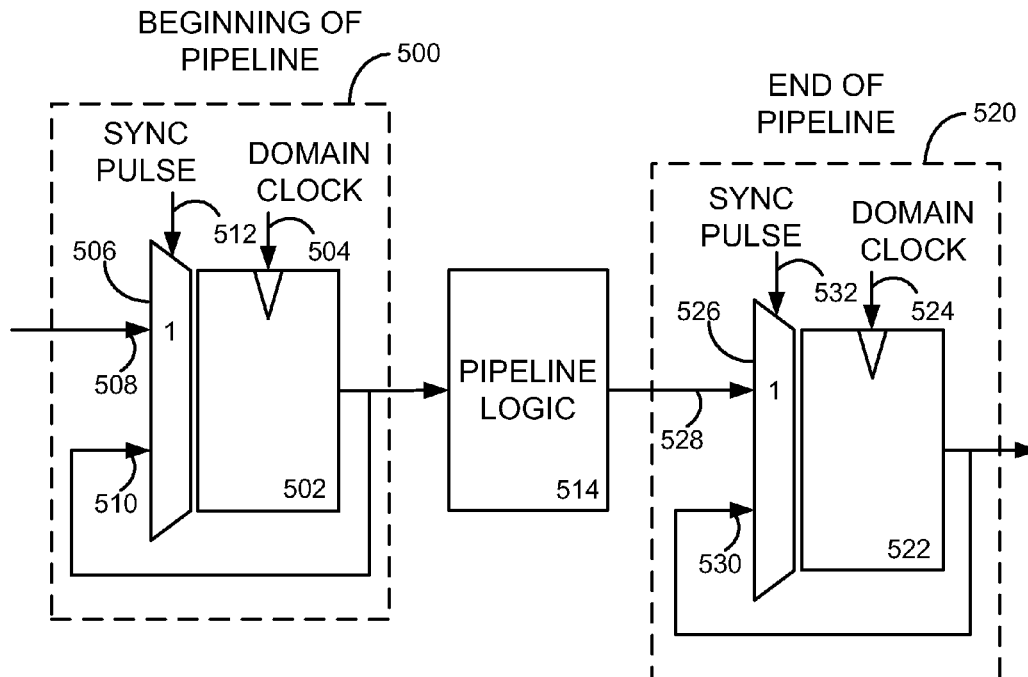 BEGINNING OF
PIPELINE
500
SYNC
PULSE
DOMAIN
CLOCK
512
504
506
1
508
510
502
PIPELINE
LOGIC
514
END OF
PIPELINE
520
SYNC
PULSE
DOMAIN
CLOCK
532
524
526
1
528
530
522